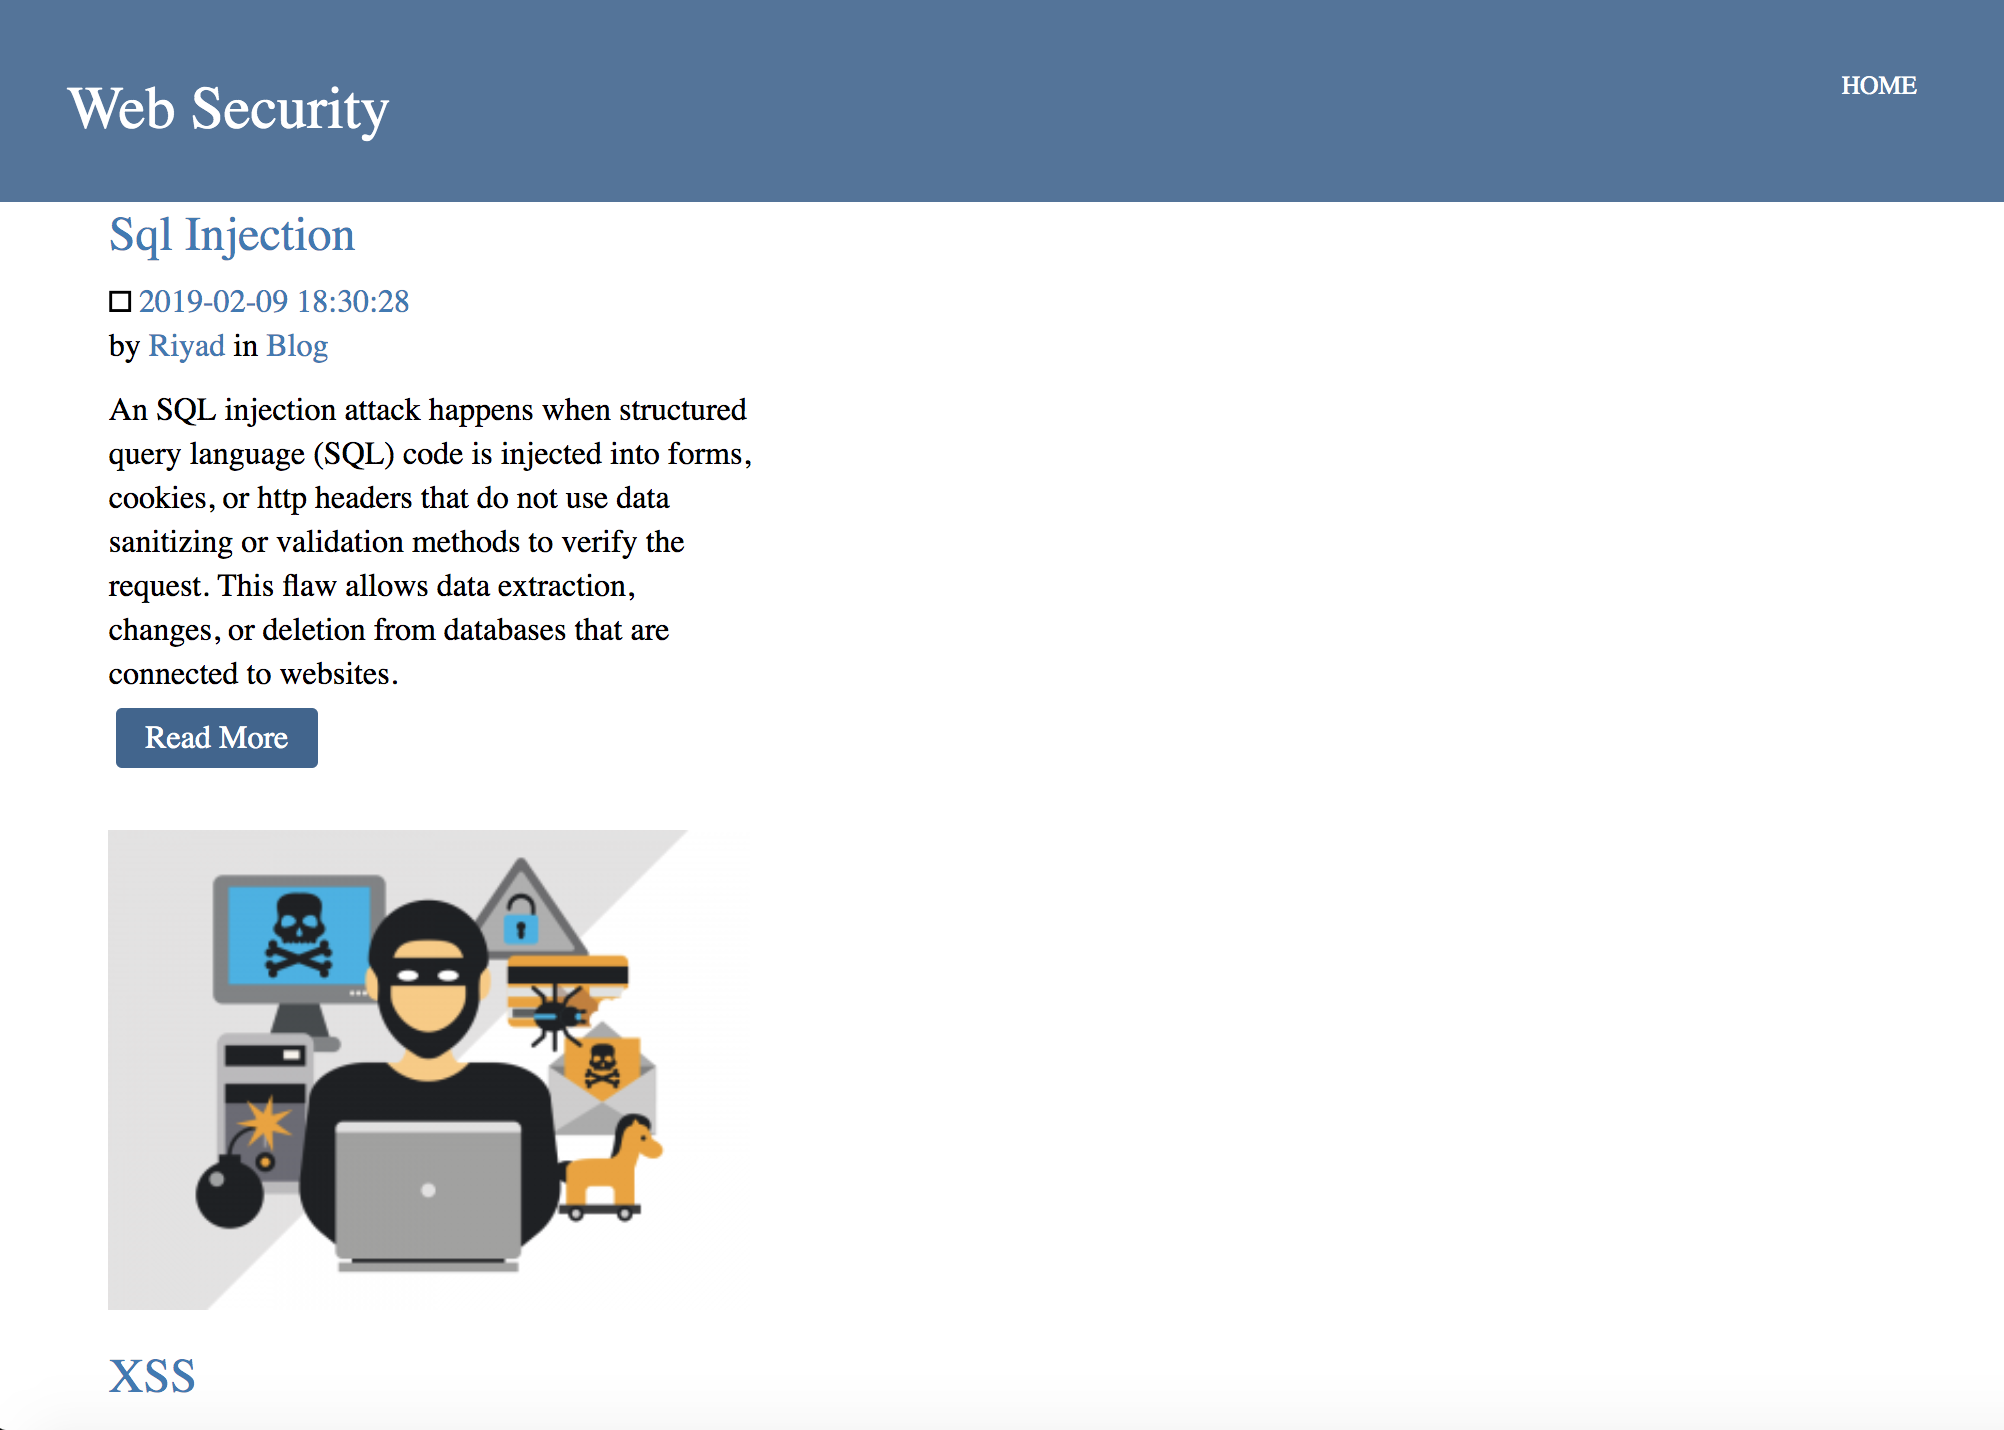 Web Security
HOME
Sql Injection
2019-02-09 18:30:28
by Riyad in Blog
An SQL injection attack happens when structured
query language (SQL) code is injected into forms,
cookies, or http headers that do not use data
sanitizing or validation methods to verify the
request. This flaw allows data extraction,
changes, or deletion from databases that are
connected to websites.
Read More
XSS